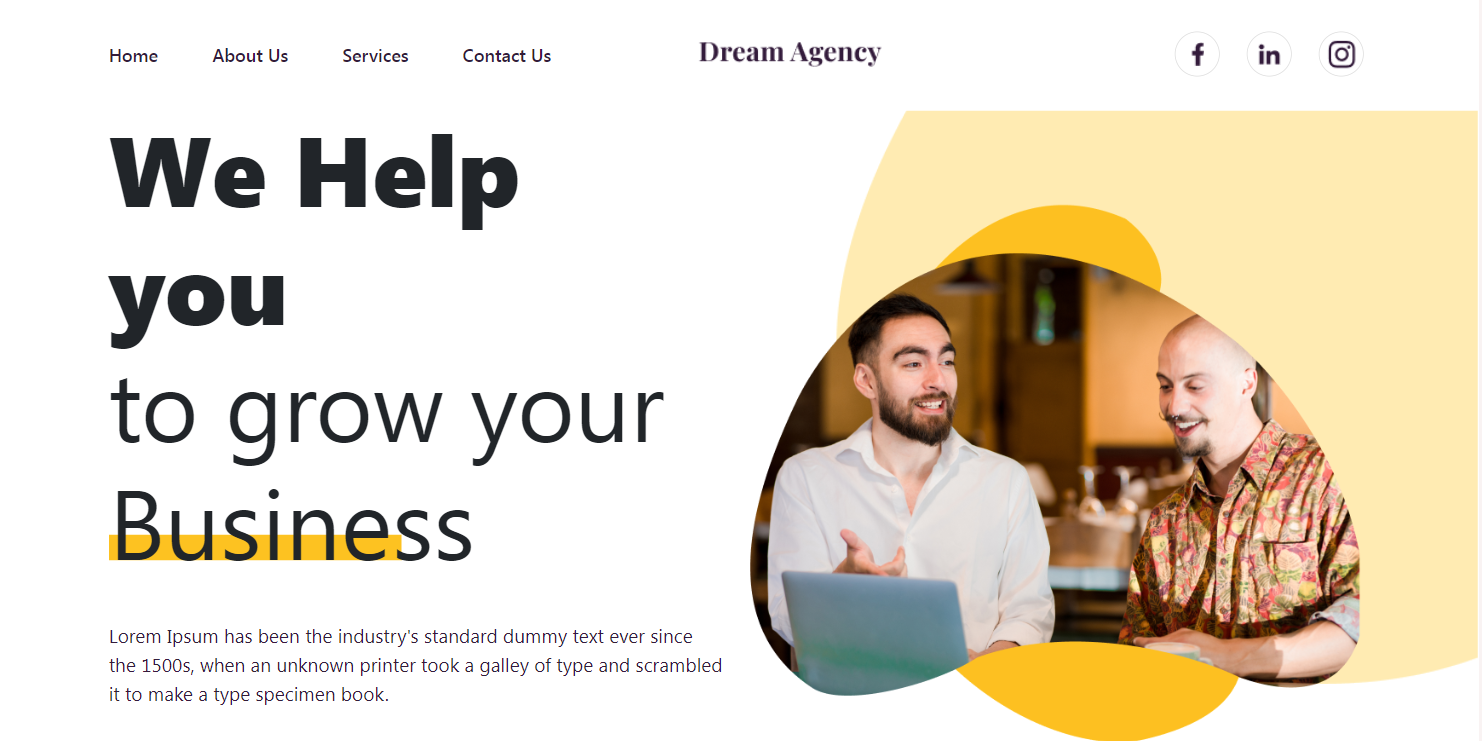 Home About Us Services Contact Us Dream Agency
We Help
you
to grow your
Business
Lorem Ipsum has been the industry's standard dummy text ever since
the 1500s, when an unknown printer took a galley of type and scrambled
it to make a type specimen book.